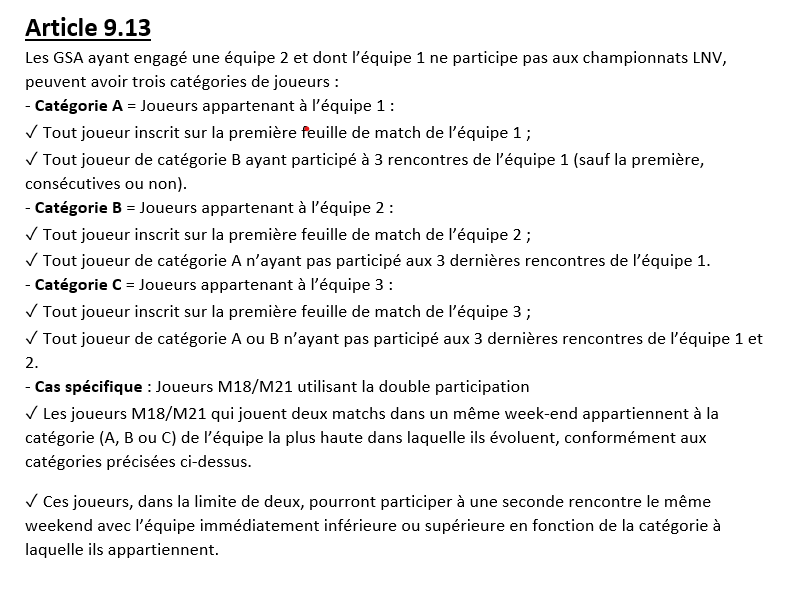 Article 9.13
Les GSA ayant engagé une équipe 2 et dont l’équipe 1 ne participe pas aux championnats LNV,
peuvent avoir trois catégories de joueurs :
- Catégorie A = Joueurs appartenant à l’équipe 1 :
✓ Tout joueur inscrit sur la première feuille de match de l’équipe 1 ;
✓ Tout joueur de catégorie B ayant participé à 3 rencontres de l’équipe 1 (sauf la première,
consécutives ou non).
- Catégorie B = Joueurs appartenant à l’équipe 2 :
✓ Tout joueur inscrit sur la première feuille de match de l’équipe 2 ;
✓ Tout joueur de catégorie A n’ayant pas participé aux 3 dernières rencontres de l’équipe 1.
- Catégorie C = Joueurs appartenant à l’équipe 3 :
✓ Tout joueur inscrit sur la première feuille de match de l’équipe 3 ;
✓ Tout joueur de catégorie A ou B n’ayant pas participé aux 3 dernières rencontres de l’équipe 1 et
2.
- Cas spécifique : Joueurs M18/M21 utilisant la double participation
✓ Les joueurs M18/M21 qui jouent deux matchs dans un même week-end appartiennent à la
catégorie (A, B ou C) de l’équipe la plus haute dans laquelle ils évoluent, conformément aux
catégories précisées ci-dessus.
✓ Ces joueurs, dans la limite de deux, pourront participer à une seconde rencontre le même
weekend avec l’équipe immédiatement inférieure ou supérieure en fonction de la catégorie à
laquelle ils appartiennent.